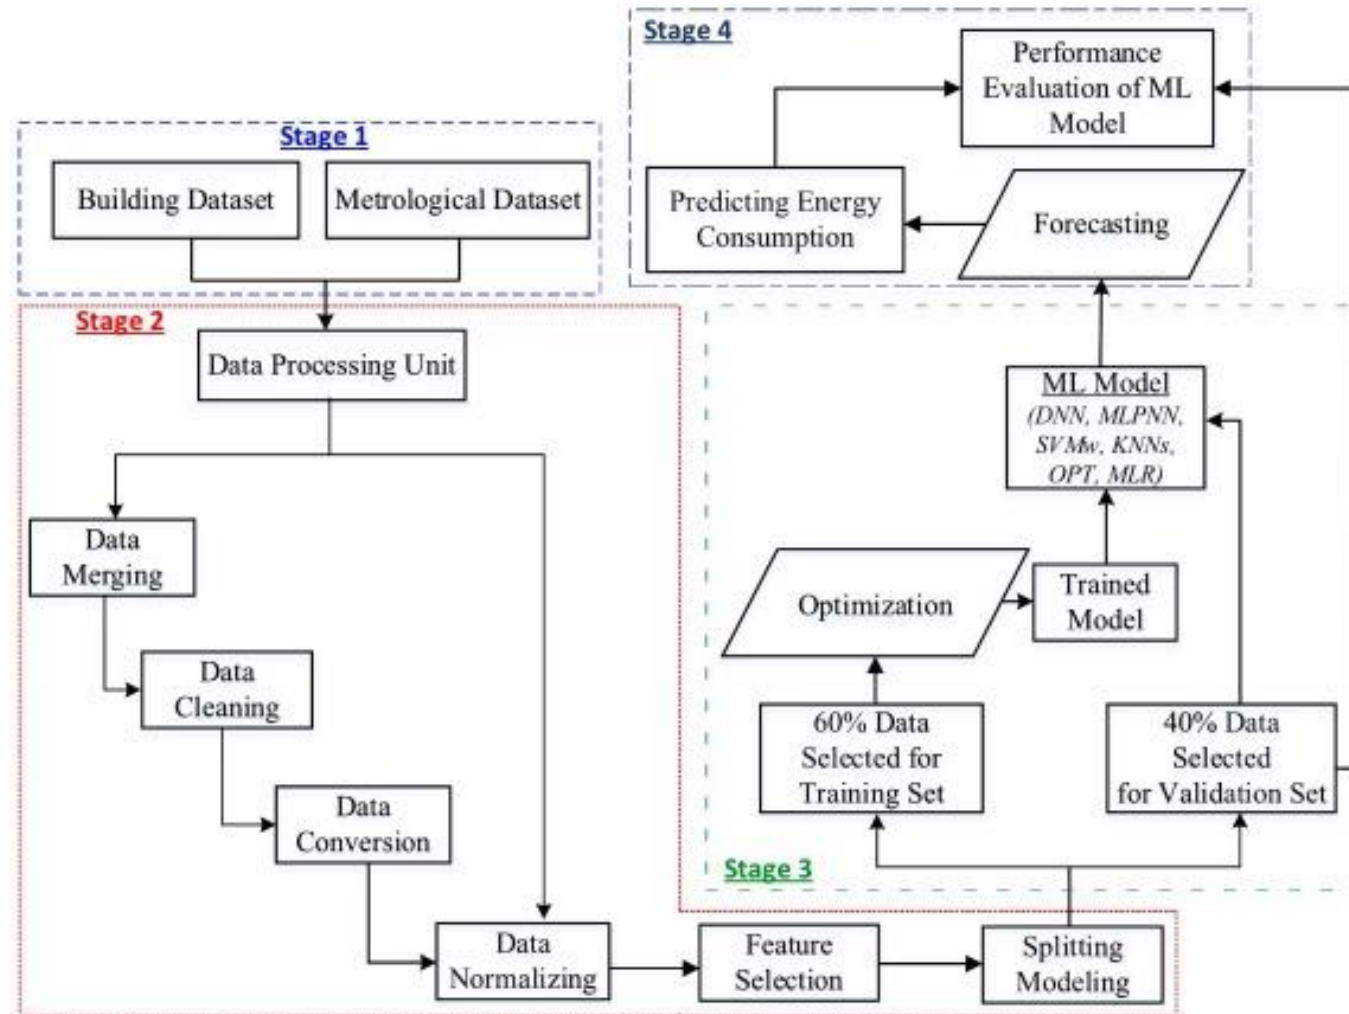 Stage 1
Building Dataset
Metrological Dataset
Stage 2
Data Processing Unit
Data
Merging
Data
Cleaning
Data
Conversion
Data
Normalizing
Feature
Selection
Splitting
Modeling
Stage 3
60% Data
Selected for
Training Set
40% Data
Selected
for Validation Set
Optimization
Trained
Model
ML Model
(DNN, MLPNN,
SVMw, KNNs,
OPT, MLR)
Stage 4
Forecasting
Predicting Energy
Consumption
Performance
Evaluation of ML
Model